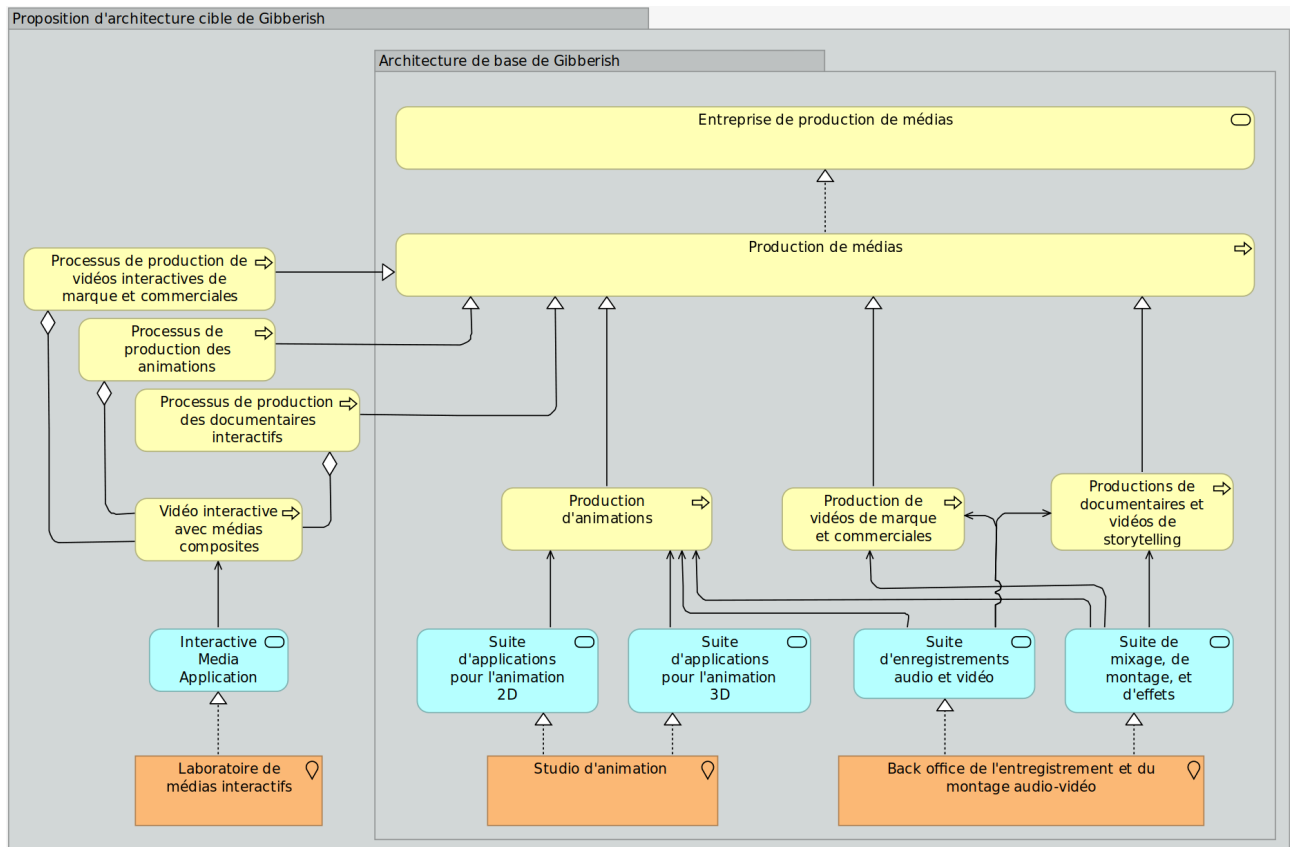 Proposition d'architecture cible de Gibberish
Architecture de base de Gibberish
Entreprise de production de médias
Production de médias
Processus de production de
vidéos interactives de
marque et commerciales
Processus de
production des
animations
Processus de production
des documentaires
interactifs
Vidéo interactive
avec médias
composites
Production
d'animations
Production de
vidéos de marque
et commerciales
Productions de
documentaires et
vidéos de
storytelling
Interactive
Media
Application
Suite
d'applications
pour l'animation
2D
Suite
d'applications
pour l'animation
3D
Suite
d'enregistrements
audio et vidéo
Suite de
mixage, de
montage, et
d'effets
Laboratoire de
médias interactifs
Studio d'animation
Back office de l'entregistrement et du
montage audio-vidéo